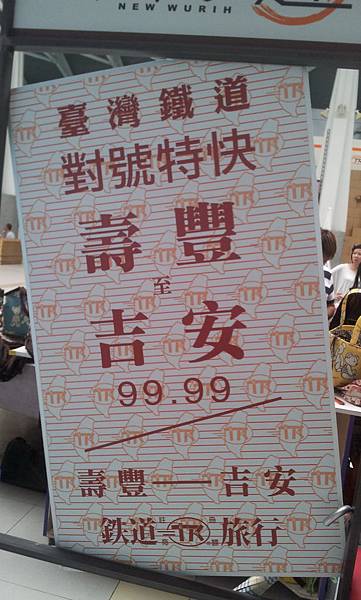 NEW WURIH
臺灣鐵道
對號特快
壽豐
至
吉安
99.99
壽豐——吉安
鉄道 TR 旅行